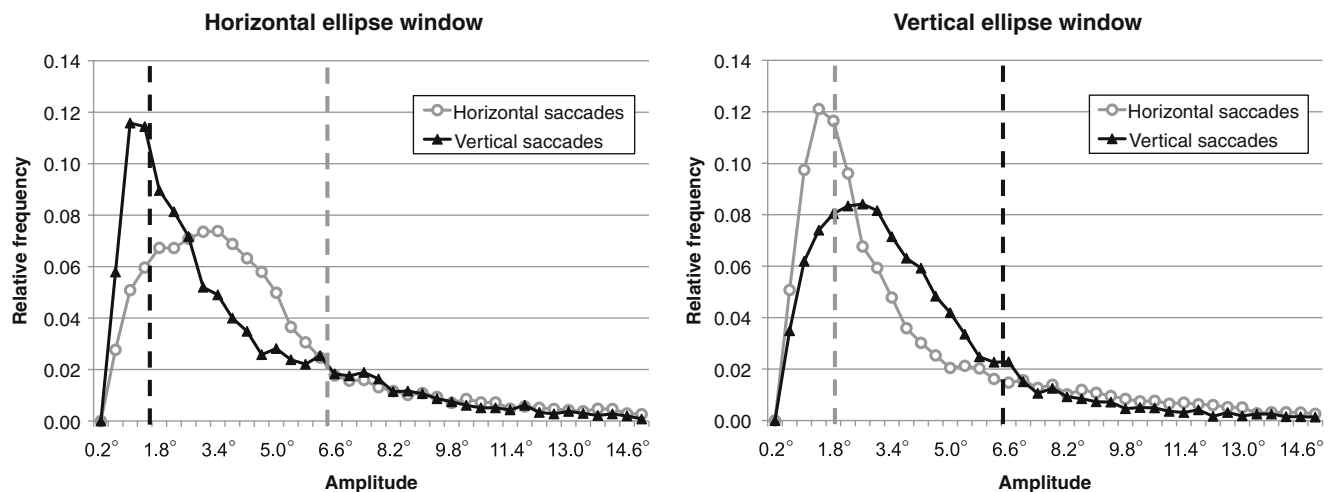 Horizontal ellipse window
0.14
0.12
0.10
0.08
0.06
0.04
0.02
0.00
Relative frequency
Horizontal saccades
Vertical saccades
0.2° 1.8° 3.4° 5.0° 6.6° 8.2° 9.8° 11.4° 13.0° 14.6°
Amplitude
Vertical ellipse window
0.14
0.12
0.10
0.08
0.06
0.04
0.02
0.00
Relative frequency
Horizontal saccades
Vertical saccades
0.2° 1.8° 3.4° 5.0° 6.6° 8.2° 9.8° 11.4° 13.0° 14.6°
Amplitude